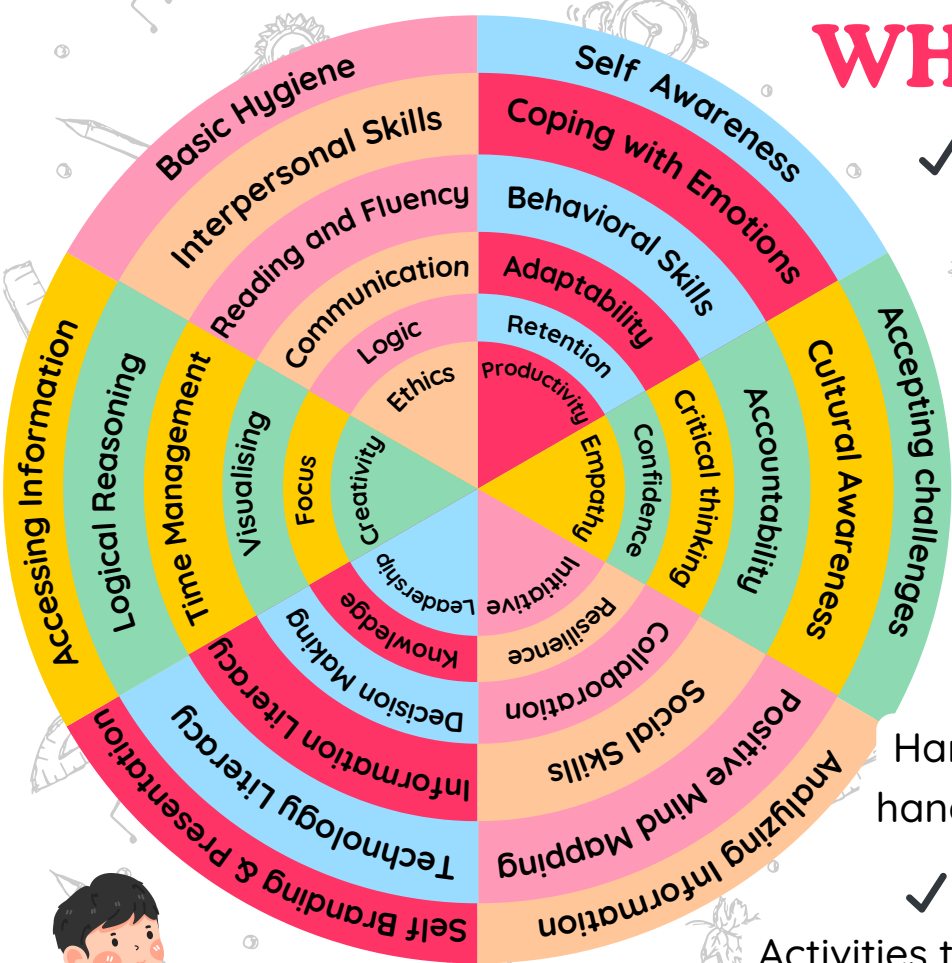 Basic Hygiene
Interpersonal Skills
Reading and Fluency
Communication
Logic
Ethics
Self Awareness
Coping with Emotions
Behavioral Skills
Adaptability
Retention
Productivity
Accepting challenges
Cultural Awareness
Accountability
Critical thinking
Confidence
Empathy
Analyzing Information
Positive Mind Mapping
Social Skills
Collaboration
Resilience
Initiative
Self Branding & Presentation
Technology Literacy
Information Literacy
Decision Making
Knowledge
Leadership
Accessing Information
Logical Reasoning
Time Management
Visualising
Focus
Creativity
WH
Har
hand
Activities t